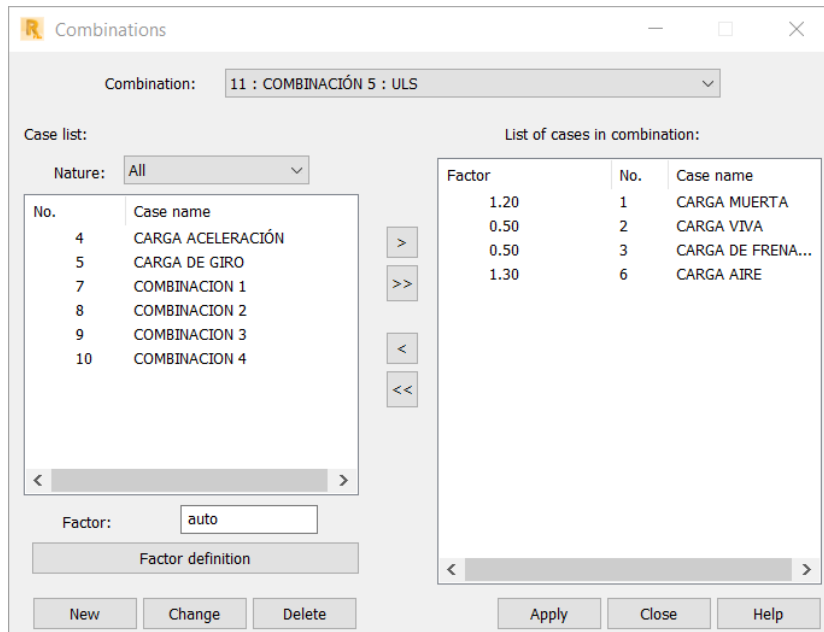 Combinations
Combination: 11 : COMBINACIÓN 5 : ULS
Case list:
Nature: All
No. Case name
4 CARGA ACELERACIÓN
5 CARGA DE GIRO
7 COMBINACION 1
8 COMBINACION 2
9 COMBINACION 3
10 COMBINACION 4
Factor: auto
Factor definition
New Change Delete
>
>>
<
<<
List of cases in combination:
Factor No. Case name
1.20 1 CARGA MUERTA
0.50 2 CARGA VIVA
0.50 3 CARGA DE FRENA...
1.30 6 CARGA AIRE
Apply Close Help